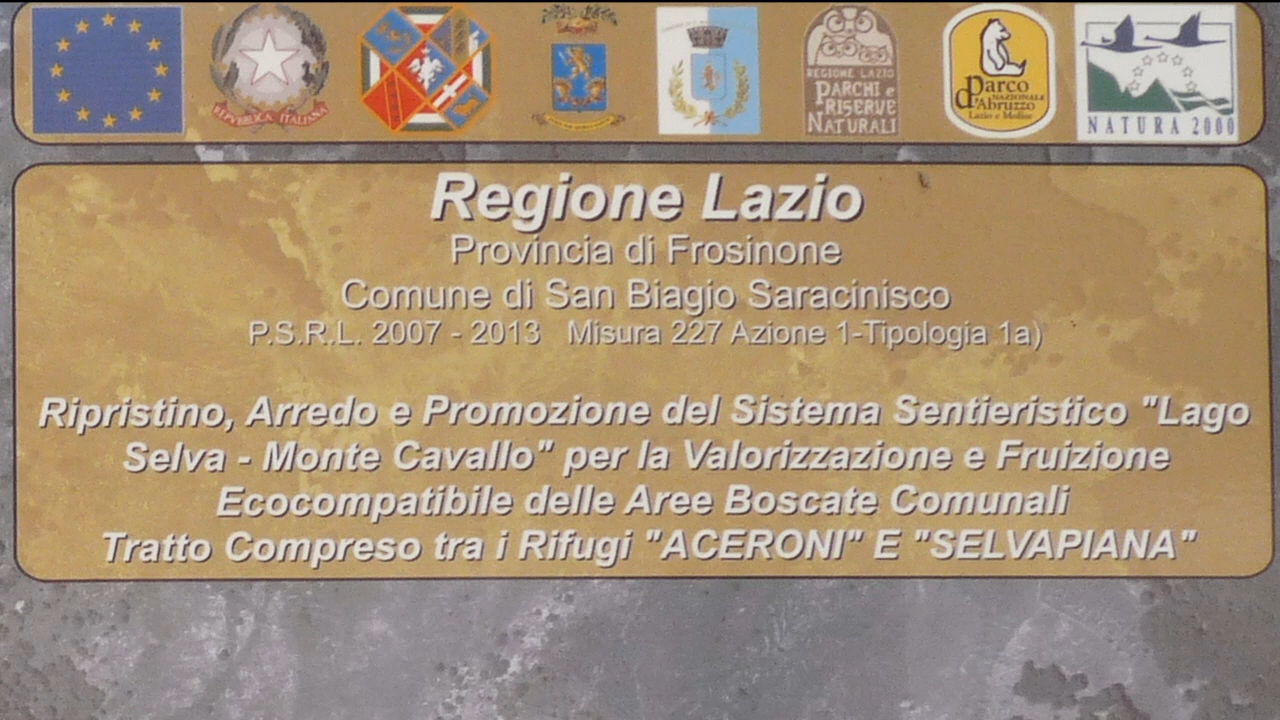 REPVBBLICA ITALIANA
REGIONE LAZIO
PARCHI e
RISERVE
NATURALI
Parco
NAZIONALE
d'Abruzzo
Lazio e Molise
NATURA 2000
Regione Lazio
Provincia di Frosinone
Comune di San Biagio Saracinisco
P.S.R.L. 2007 - 2013 Misura 227 Azione 1-Tipologia 1a)
Ripristino, Arredo e Promozione del Sistema Sentieristico "Lago
Selva - Monte Cavallo" per la Valorizzazione e Fruizione
Ecocompatibile delle Aree Boscate Comunali
Tratto Compreso tra i Rifugi "ACERONI" E "SELVAPIANA"